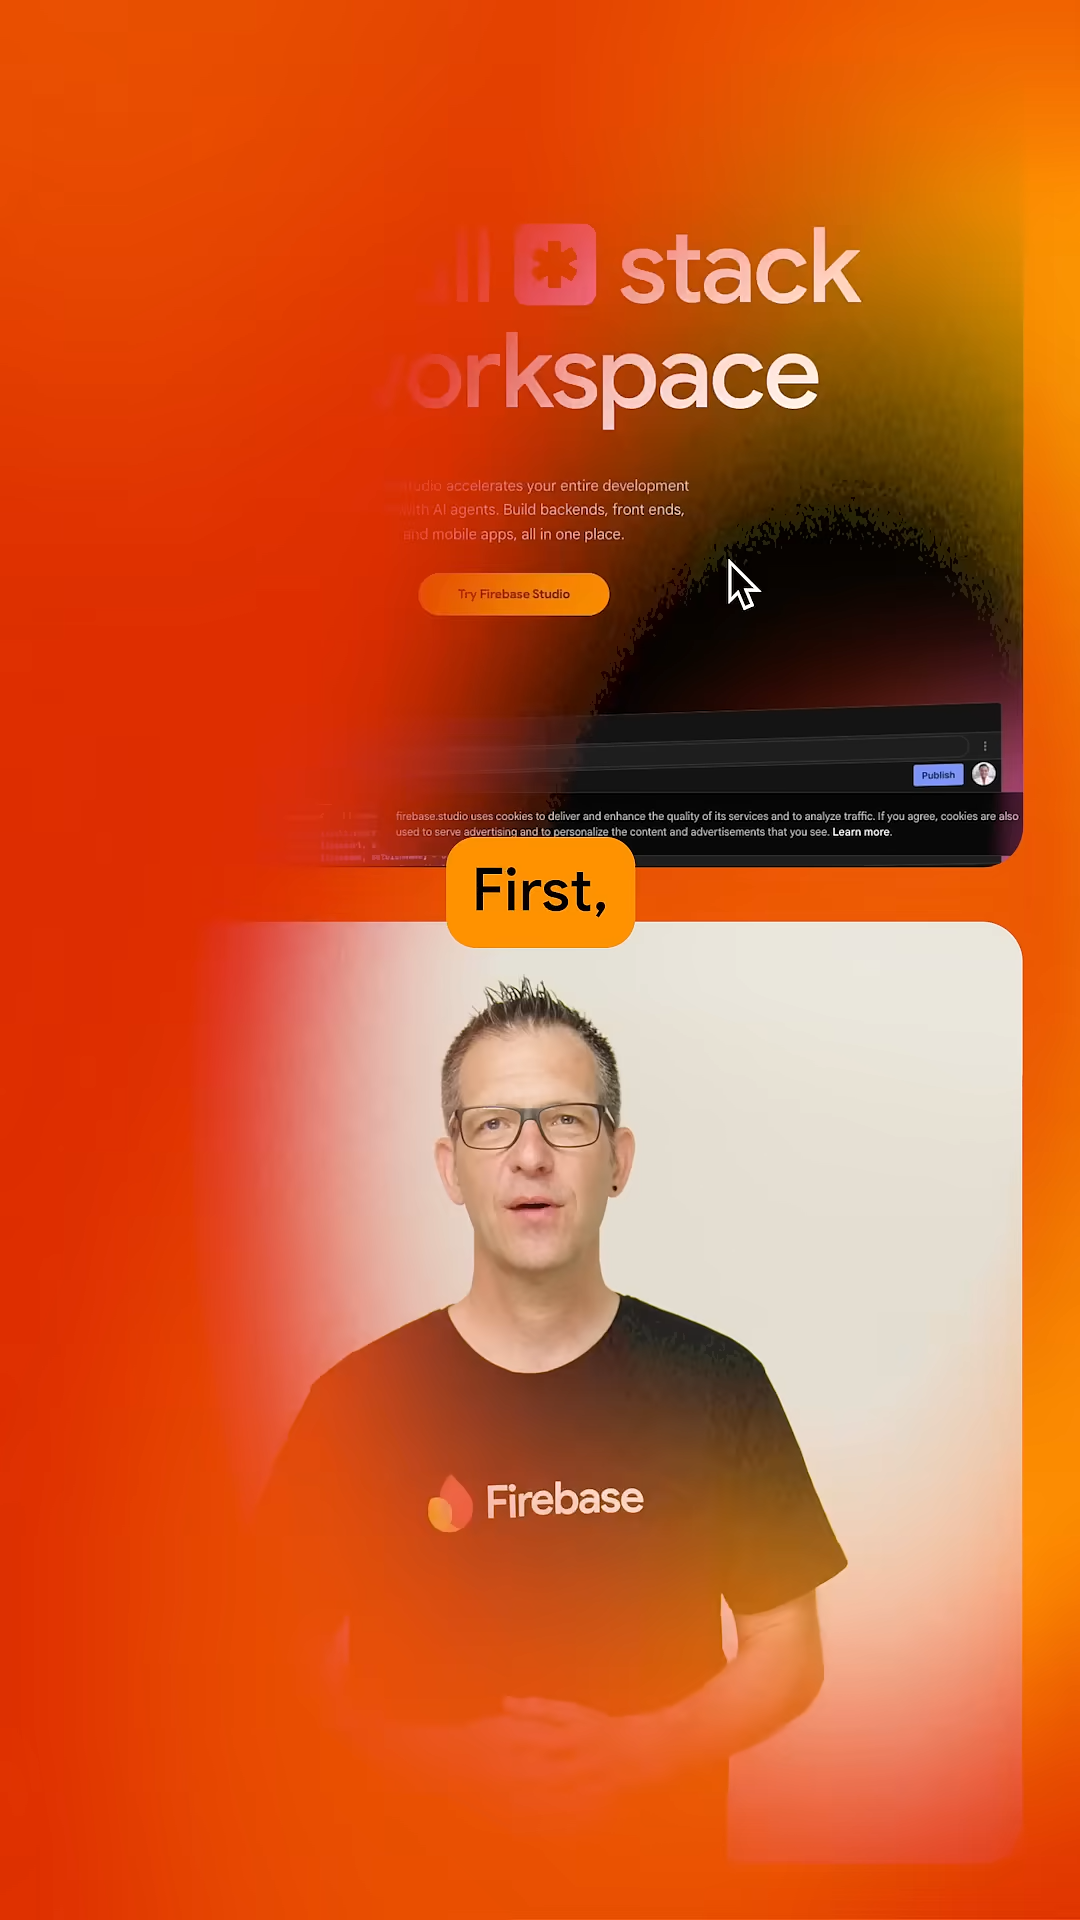 stack
workspace
accelerates your entire development
with AI agents. Build backends, front ends,
and mobile apps, all in one place.
Try Firebase Studio
Publish
firebase.studio uses cookies to deliver and enhance the quality of its services and to analyze traffic. If you agree, cookies are also
used to serve advertising and to personalize the content and advertisements that you see. Learn more.
First,
Firebase